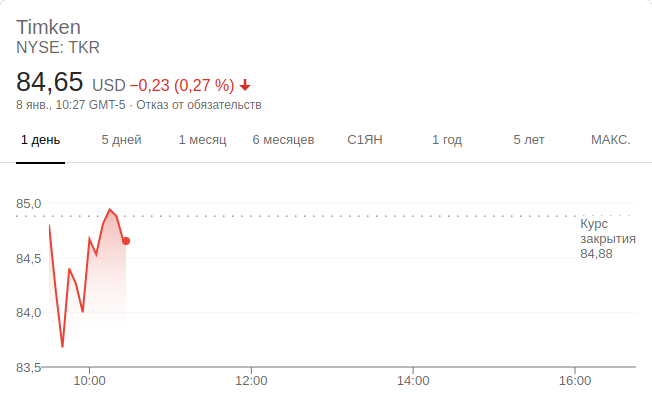 Timken
NYSE: TKR
84,65 USD −0,23 (0,27 %)
8 янв., 10:27 GMT-5 · Отказ от обязательств
1 день 5 дней 1 месяц 6 месяцев С1ЯН 1 год 5 лет МАКС.
85,0
Курс
закрытия
84,88
84,5
84,0
83,5
10:00 12:00 14:00 16:00